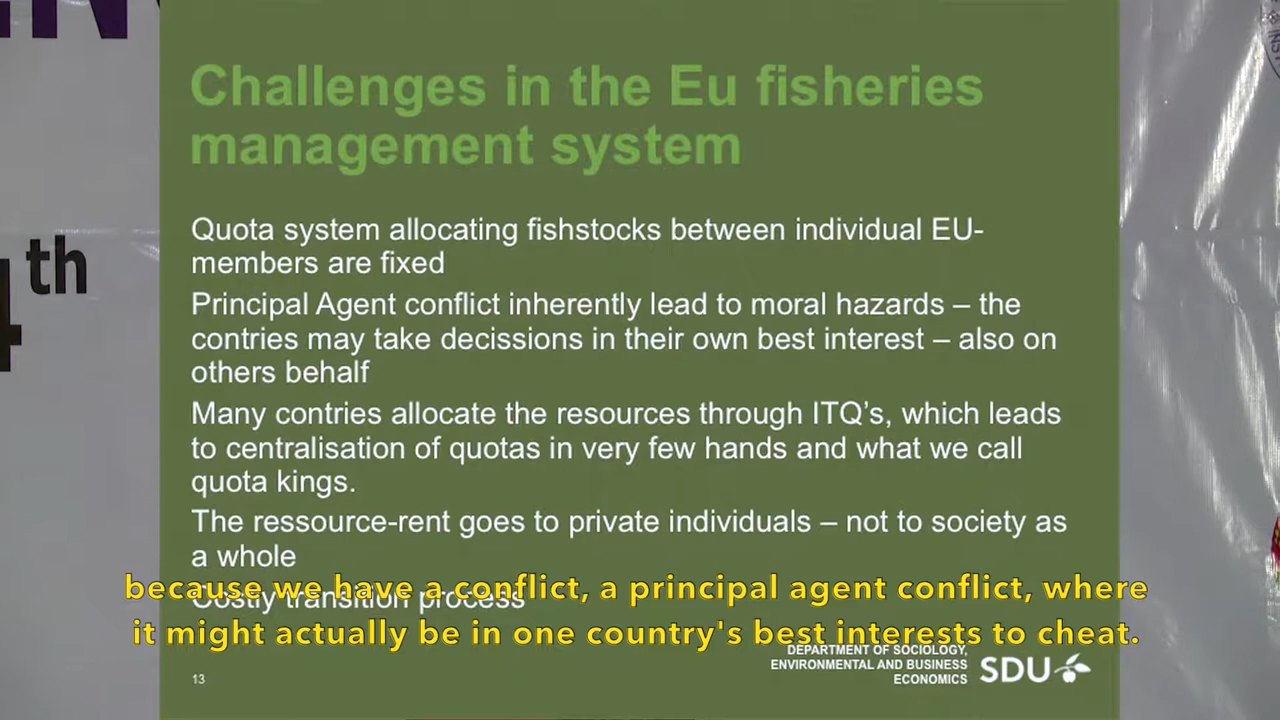 th
Challenges in the Eu fisheries
management system
Quota system allocating fishstocks between individual EU-
members are fixed
Principal Agent conflict inherently lead to moral hazards – the
contries may take decissions in their own best interest – also on
others behalf
Many contries allocate the resources through ITQ's, which leads
to centralisation of quotas in very few hands and what we call
quota kings.
The ressource-rent goes to private individuals – not to society as
a whole
Costly transition process
because we have a conflict, a principal agent conflict, where
it might actually be in one country's best interests to cheat.
DEPARTMENT OF SOCIOLOGY,
ENVIRONMENTAL AND BUSINESS
ECONOMICS
SDU
13